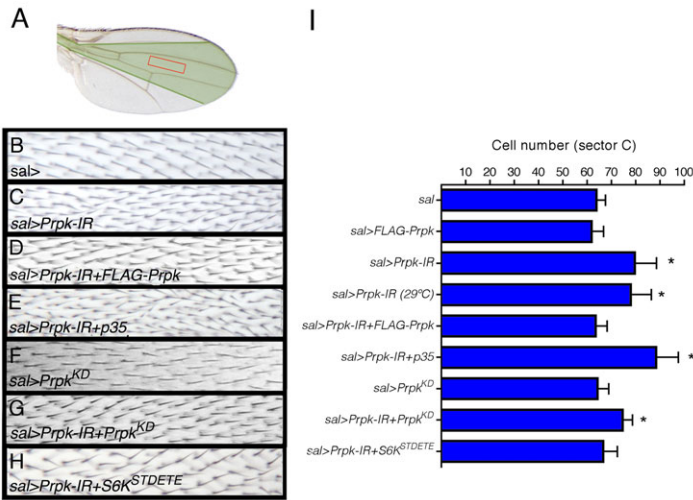 A
B
sal>
C
sal>Prpk-IR
D
sal>Prpk-IR+FLAG-Prpk
E
sal>Prpk-IR+p35
F
sal>Prpk^KD
G
sal>Prpk-IR+Prpk^KD
H
sal>Prpk-IR+S6K^STDETE
I
Cell number (sector C)
10 20 30 40 50 60 70 80 90 100
sal
sal>FLAG-Prpk
sal>Prpk-IR *
sal>Prpk-IR (29ºC) *
sal>Prpk-IR+FLAG-Prpk
sal>Prpk-IR+p35 *
sal>Prpk^KD
sal>Prpk-IR+Prpk^KD *
sal>Prpk-IR+S6K^STDETE